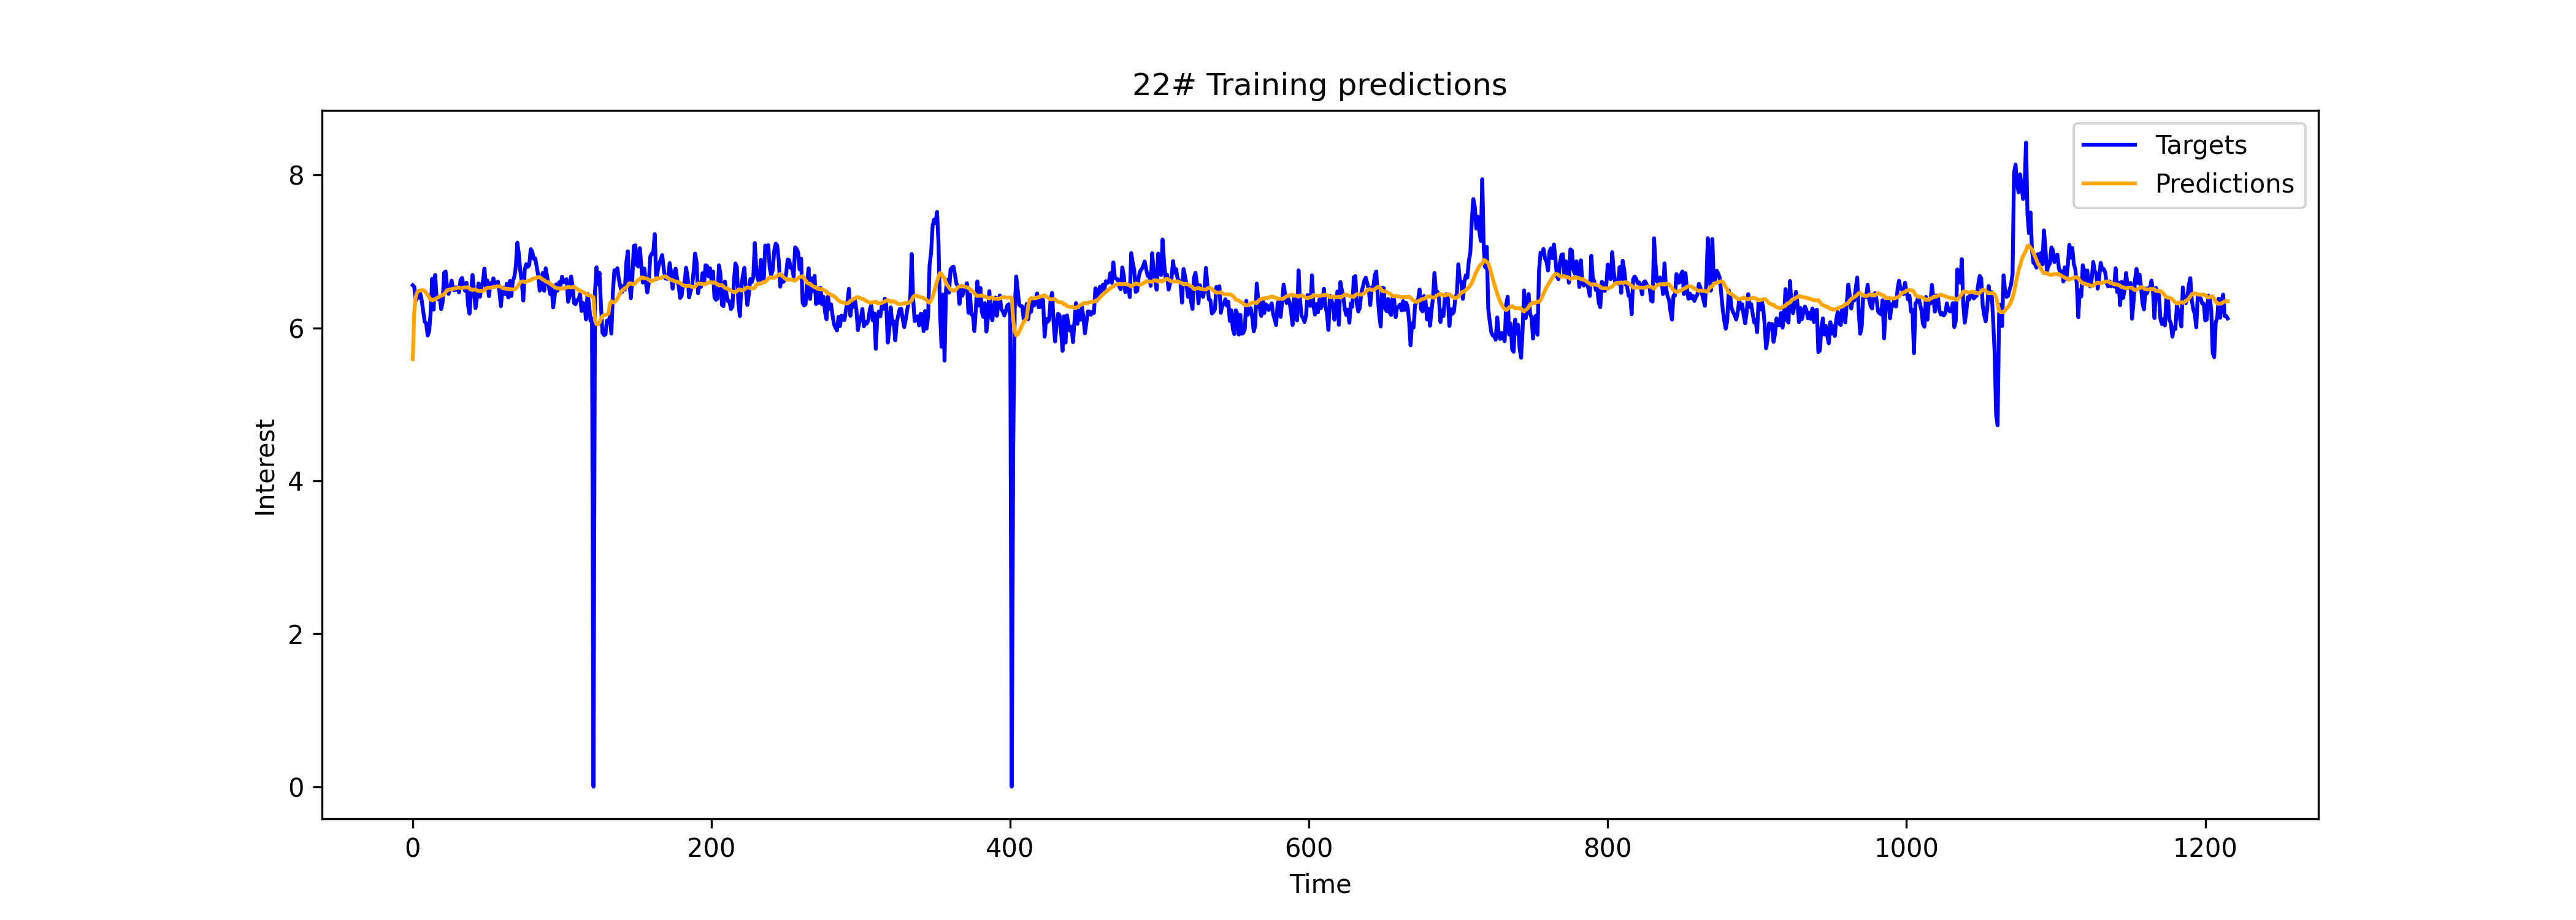 22# Training predictions
Targets
Predictions
8
6
4
2
0
Interest
0 200 400 600 800 1000 1200
Time